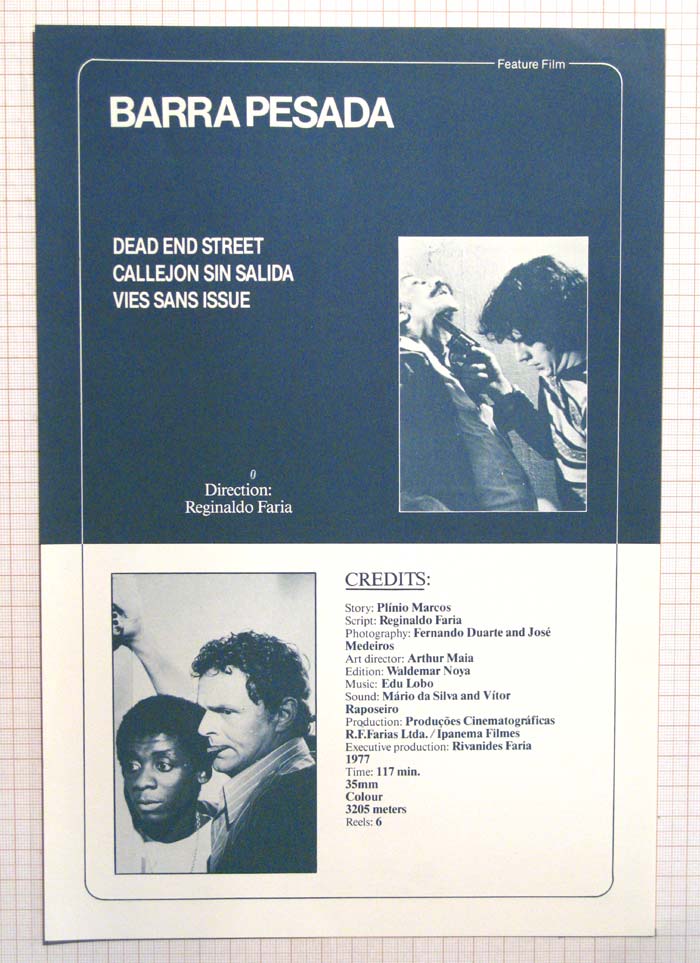 Feature Film
BARRA PESADA
DEAD END STREET
CALLEJON SIN SALIDA
VIES SANS ISSUE
0
Direction:
Reginaldo Faria
CREDITS:
Story: Plínio Marcos
Script: Reginaldo Faria
Photography: Fernando Duarte and José
Medeiros
Art director: Arthur Maia
Edition: Waldemar Noya
Music: Edu Lobo
Sound: Mário da Silva and Vítor
Raposeiro
Production: Produções Cinematográficas
R.F.Farias Ltda. / Ipanema Filmes
Executive production: Rivanides Faria
1977
Time: 117 min.
35mm
Colour
3205 meters
Reels: 6